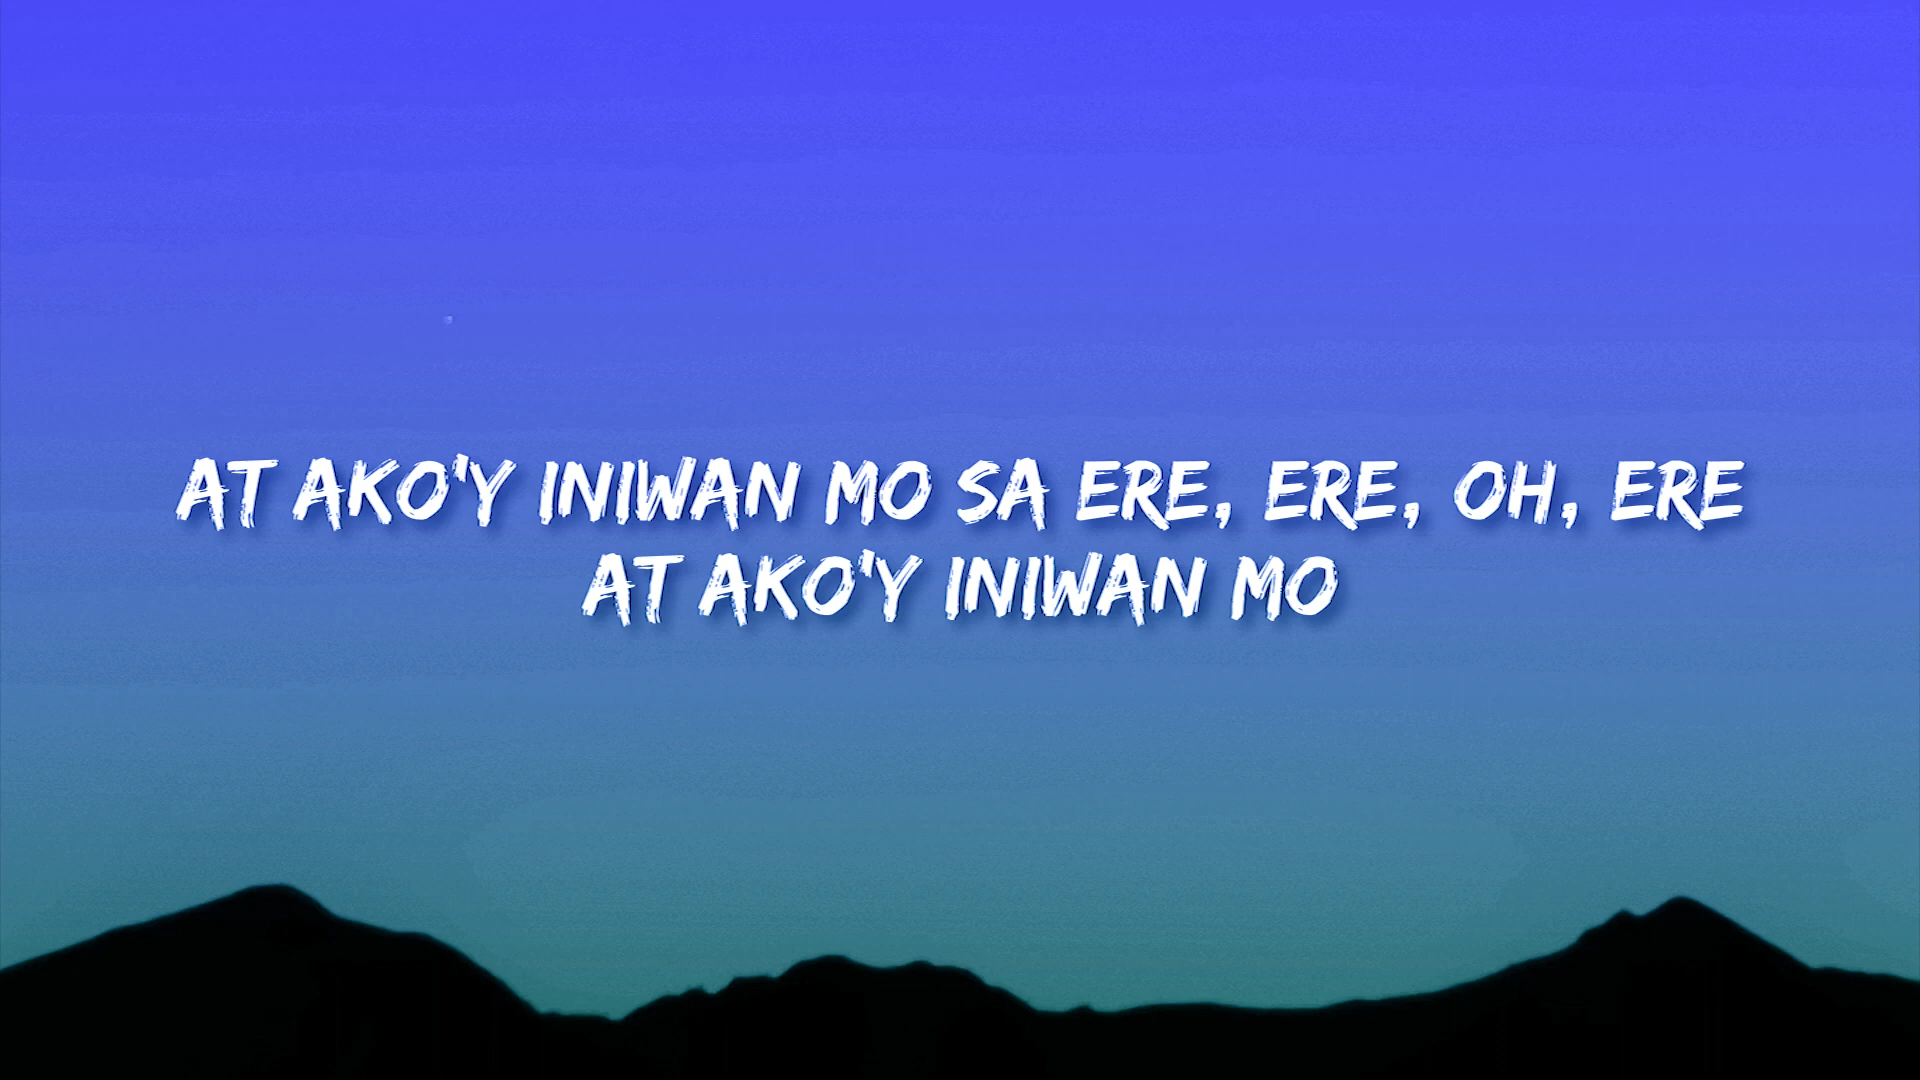 AT AKO'Y INIWAN MO SA ERE, ERE, OH, ERE
AT AKO'Y INIWAN MO